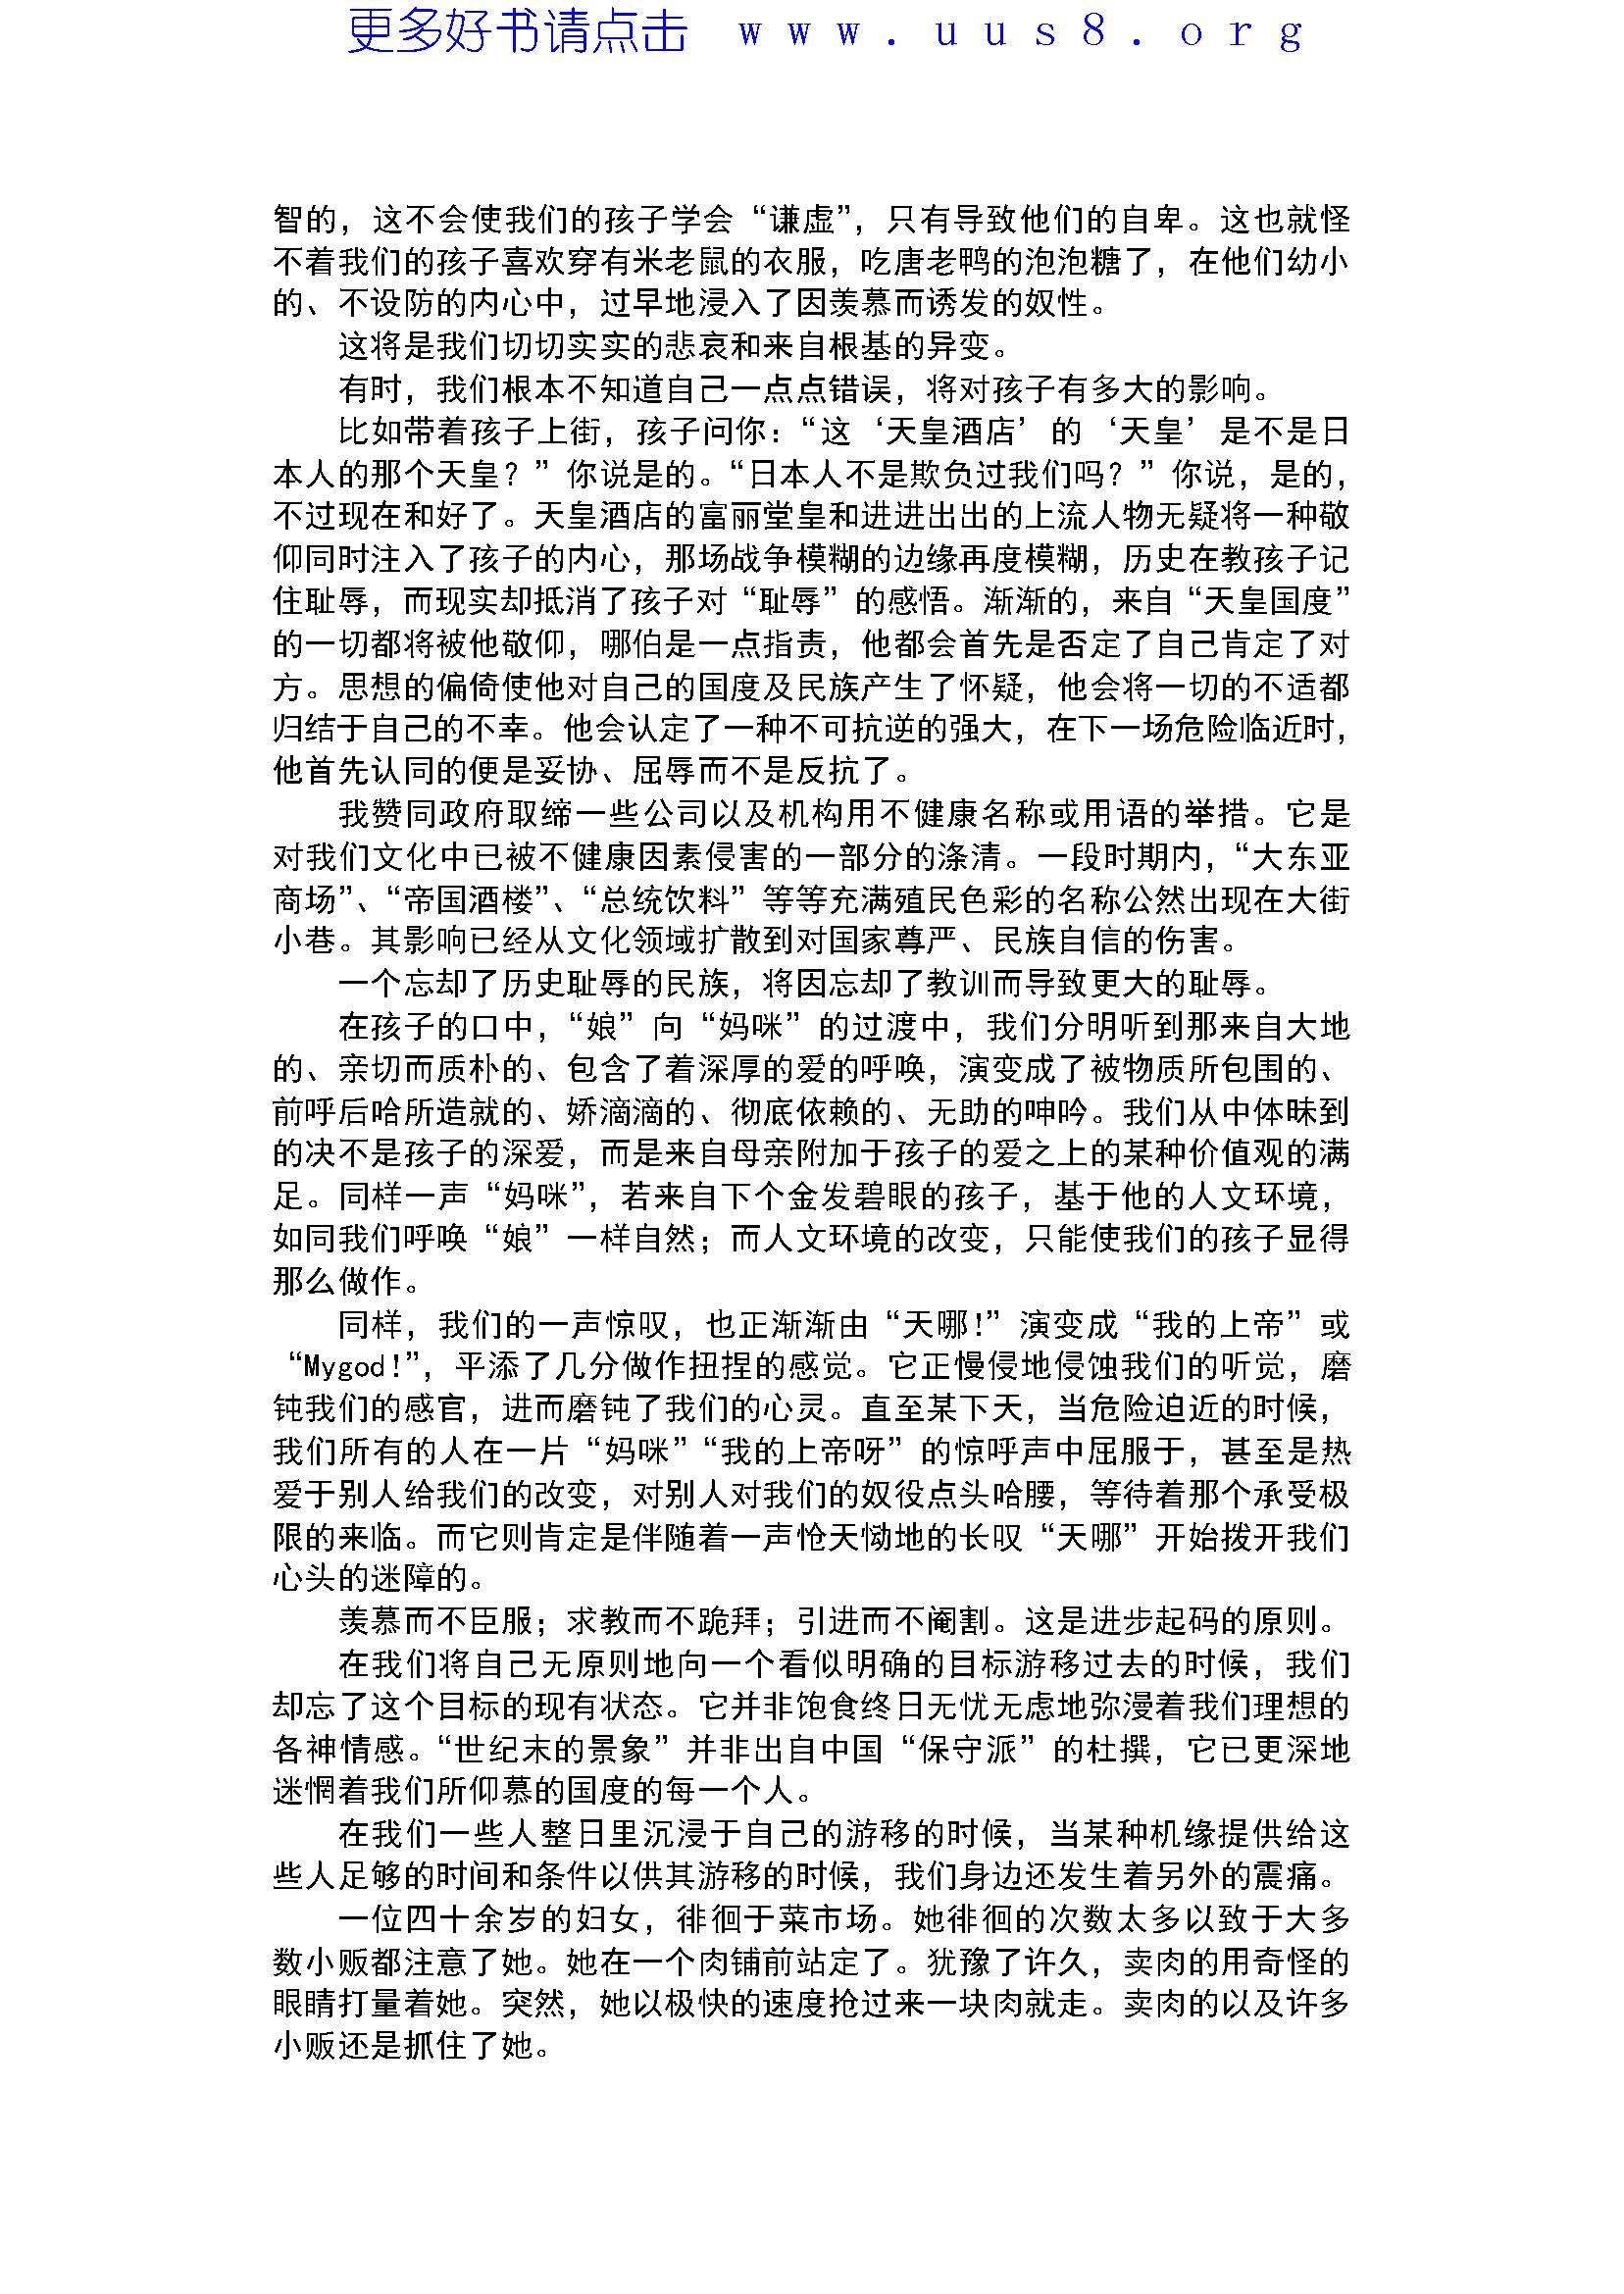 更多好书请点击 www.uus8.org
智的，这不会使我们的孩子学会“谦虚”，只有导致他们的自卑。这也就怪
不着我们的孩子喜欢穿有米老鼠的衣服，吃唐老鸭的泡泡糖了，在他们幼小
的、不设防的内心中，过早地浸入了因羡慕而诱发的奴性。
这将是我们切切实实的悲哀和来自根基的异变。
有时，我们根本不知道自己一点点错误，将对孩子有多大的影响。
比如带着孩子上街，孩子问你：“这‘天皇酒店’的‘天皇’是不是日
本人的那个天皇？”你说是的。“日本人不是欺负过我们吗？”你说，是的，
不过现在和好了。天皇酒店的富丽堂皇和进进出出的上流人物无疑将一种敬
仰同时注入了孩子的内心，那场战争模糊的边缘再度模糊，历史在教孩子记
住耻辱，而现实却抵消了孩子对“耻辱”的感悟。渐渐的，来自“天皇国度”
的一切都将被他敬仰，哪伯是一点指责，他都会首先是否定了自己肯定了对
方。思想的偏倚使他对自己的国度及民族产生了怀疑，他会将一切的不适都
归结于自己的不幸。他会认定了一种不可抗逆的强大，在下一场危险临近时，
他首先认同的便是妥协、屈辱而不是反抗了。
我赞同政府取缔一些公司以及机构用不健康名称或用语的举措。它是
对我们文化中已被不健康因素侵害的一部分的涤清。一段时期内，“大东亚
商场”、“帝国酒楼”、“总统饮料”等等充满殖民色彩的名称公然出现在大街
小巷。其影响已经从文化领域扩散到对国家尊严、民族自信的伤害。
一个忘却了历史耻辱的民族，将因忘却了教训而导致更大的耻辱。
在孩子的口中，“娘”向“妈咪”的过渡中，我们分明听到那来自大地
的、亲切而质朴的、包含了着深厚的爱的呼唤，演变成了被物质所包围的、
前呼后哈所造就的、娇滴滴的、彻底依赖的、无助的呻吟。我们从中体昧到
的决不是孩子的深爱，而是来自母亲附加于孩子的爱之上的某种价值观的满
足。同样一声“妈咪”，若来自下个金发碧眼的孩子，基于他的人文环境，
如同我们呼唤“娘”一样自然；而人文环境的改变，只能使我们的孩子显得
那么做作。
同样，我们的一声惊叹，也正渐渐由“天哪！”演变成“我的上帝”或
“Mygod！”，平添了几分做作扭捏的感觉。它正慢侵地侵蚀我们的听觉，磨
钝我们的感官，进而磨钝了我们的心灵。直至某下天，当危险迫近的时候，
我们所有的人在一片“妈咪”“我的上帝呀”的惊呼声中屈服于，甚至是热
爱于别人给我们的改变，对别人对我们的奴役点头哈腰，等待着那个承受极
限的来临。而它则肯定是伴随着一声怆天恸地的长叹“天哪”开始拨开我们
心头的迷障的。
羡慕而不臣服；求教而不跪拜；引进而不阉割。这是进步起码的原则。
在我们将自己无原则地向一个看似明确的目标游移过去的时候，我们
却忘了这个目标的现有状态。它并非饱食终日无忧无虑地弥漫着我们理想的
各神情感。“世纪末的景象”并非出自中国“保守派”的杜撰，它已更深地
迷惘着我们所仰慕的国度的每一个人。
在我们一些人整日里沉浸于自己的游移的时候，当某种机缘提供给这
些人足够的时间和条件以供其游移的时候，我们身边还发生着另外的震痛。
一位四十余岁的妇女，徘徊于菜市场。她徘徊的次数太多以致于大多
数小贩都注意了她。她在一个肉铺前站定了。犹豫了许久，卖肉的用奇怪的
眼睛打量着她。突然，她以极快的速度抢过来一块肉就走。卖肉的以及许多
小贩还是抓住了她。